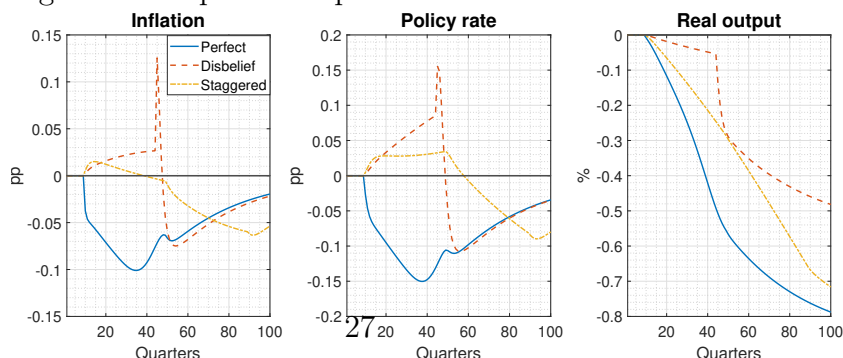 Inflation
Policy rate
Real output
0.15
0.1
0.05
0
-0.05
-0.1
-0.15
pp
Perfect
Disbelief
Staggered
20 40 60 80 100
Quarters
0.2
0.15
0.1
0.05
0
-0.05
-0.1
-0.15
-0.2
pp
27
20 40 60 80 100
Quarters
0
-0.1
-0.2
-0.3
-0.4
-0.5
-0.6
-0.7
-0.8
%
20 40 60 80 100
Quarters